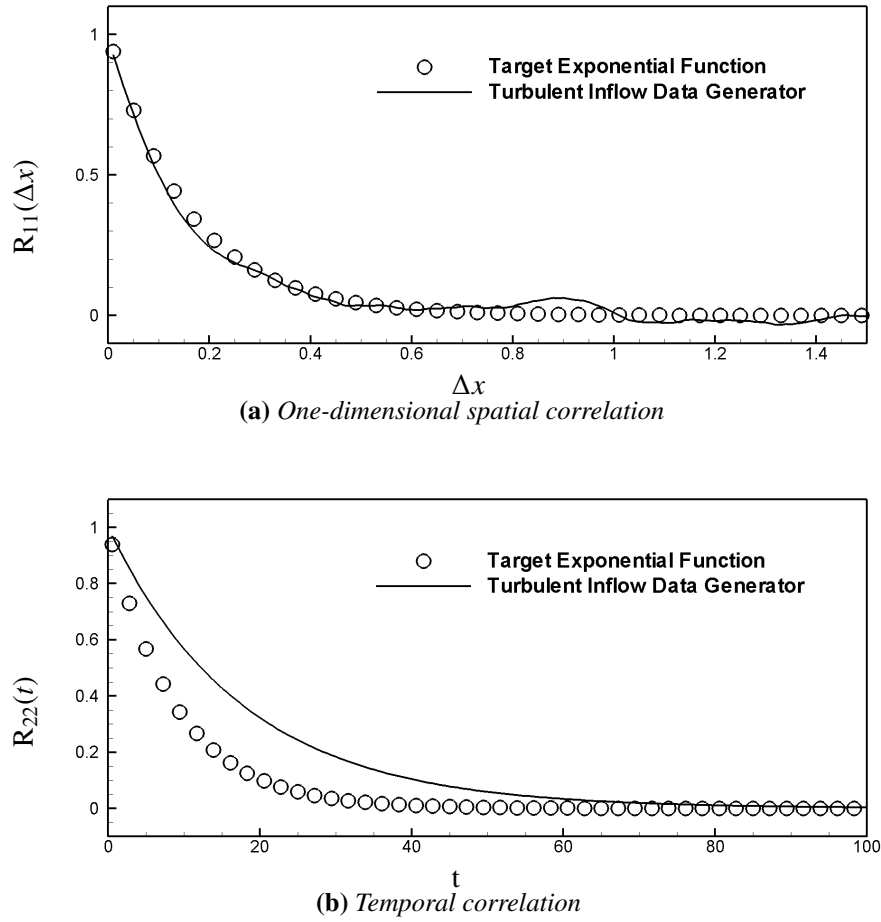 1
0.5
0
R11(Δx)
Target Exponential Function
Turbulent Inflow Data Generator
0 0.2 0.4 0.6 0.8 1 1.2 1.4
Δx
(a) One-dimensional spatial correlation
1
0.8
0.6
0.4
0.2
0
R22(t)
Target Exponential Function
Turbulent Inflow Data Generator
0 20 40 60 80 100
t
(b) Temporal correlation